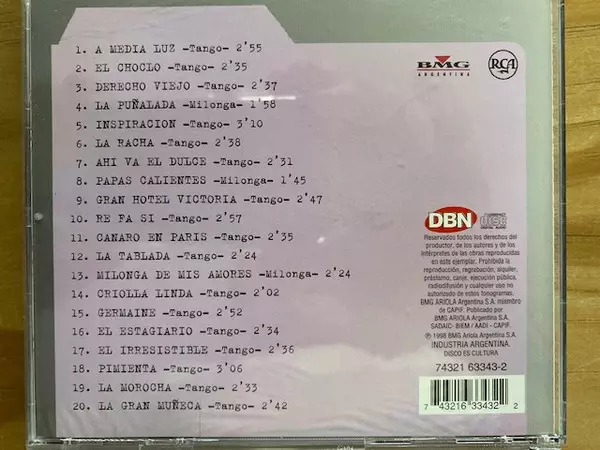 1. A MEDIA LUZ -Tango- 2'55
2. EL CHOCLO -Tango- 2'35
3. DERECHO VIEJO -Tango- 2'37
4. LA PUÑALADA -Milonga- 1'58
5. INSPIRACION -Tango- 3'10
6. LA RACHA -Tango- 2'38
7. AHI VA EL DULCE -Tango- 2'31
8. PAPAS CALIENTES -Milonga- 1'45
9. GRAN HOTEL VICTORIA -Tango- 2'47
10. RE FA SI -Tango- 2'57
11. CANARO EN PARIS -Tango- 2'35
12. LA TABLADA -Tango- 2'24
13. MILONGA DE MIS AMORES -Milonga- 2'24
14. CRIOLLA LINDA -Tango- 2'02
15. GERMAINE -Tango- 2'52
16. EL ESTAGIARIO -Tango- 2'34
17. EL IRRESISTIBLE -Tango- 2'36
18. PIMIENTA -Tango- 3'06
19. LA MOROCHA -Tango- 2'33
20. LA GRAN MUÑECA -Tango- 2'42
BMG
ARGENTINA
RCA
DBN
COMPACT
disc
DIGITAL AUDIO
Reservados todos los derechos del
productor, de los autores y de los
intérpretes de las obras reproducidas
en este ejemplar. Prohibida la
reproducción, regrabación, alquiler,
préstamo, canje, ejecución pública,
radiodifusión y cualquier uso no
autorizado de estos fonogramas.
BMG ARIOLA Argentina S.A. miembro
de CAPIF. Publicado por
BMG ARIOLA Argentina S.A.
SADAIC- BIEM / AADI - CAPIF.
℗ 1998 BMG Ariola Argentina S.A.
INDUSTRIA ARGENTINA.
DISCO ES CULTURA
74321 63343-2
7 43216 33432 2